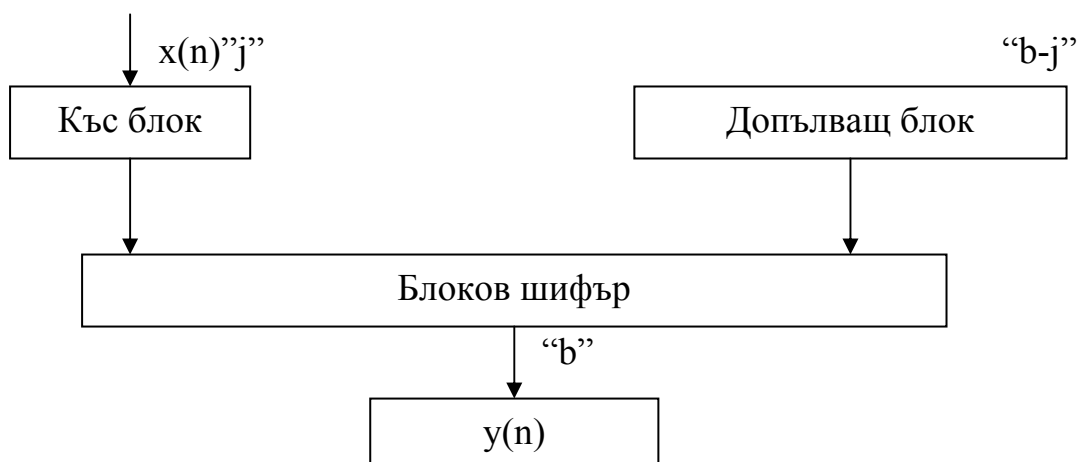 x(n)”j”
“b-j”
Къс блок
Допълващ блок
Блоков шифър
“b”
y(n)